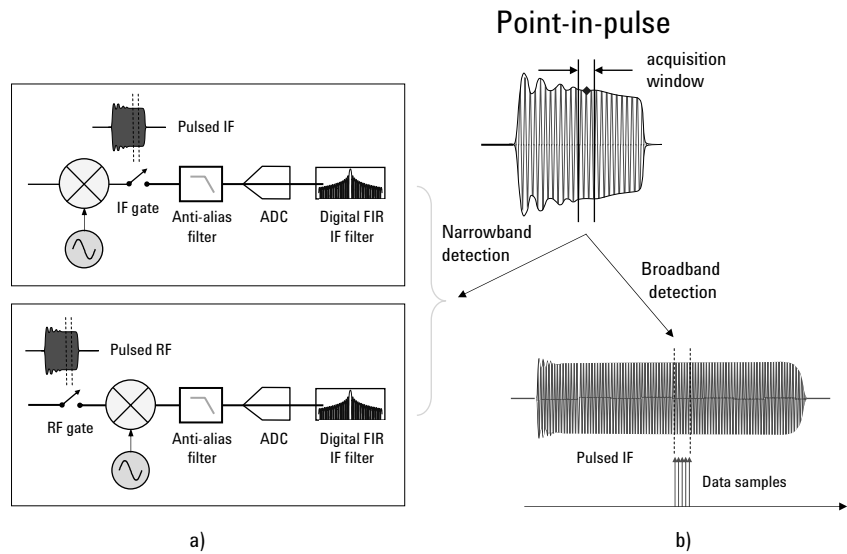 Point-in-pulse
acquisition
window
Pulsed IF
IF gate
Anti-alias
filter
ADC
Digital FIR
IF filter
Narrowband
detection
Broadband
detection
Pulsed RF
RF gate
Anti-alias
filter
ADC
Digital FIR
IF filter
Pulsed IF
Data samples
a)
b)